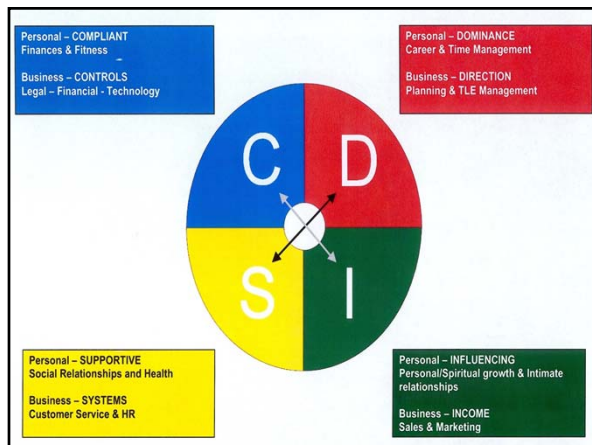 Personal – COMPLIANT
Finances & Fitness
Business – CONTROLS
Legal – Financial - Technology
Personal – DOMINANCE
Career & Time Management
Business – DIRECTION
Planning & TLE Management
C
D
S
I
Personal – SUPPORTIVE
Social Relationships and Health
Business – SYSTEMS
Customer Service & HR
Personal – INFLUENCING
Personal/Spiritual growth & Intimate
relationships
Business – INCOME
Sales & Marketing